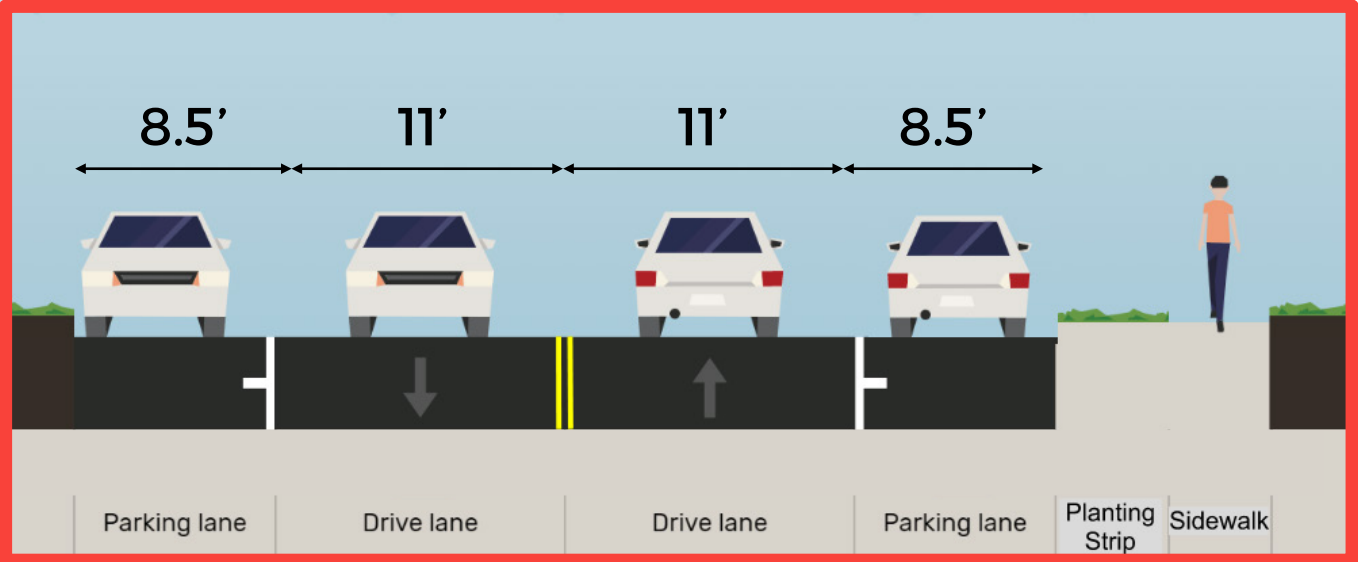 8.5’ 11’ 11’ 8.5’
Parking lane Drive lane Drive lane Parking lane Planting Strip Sidewalk